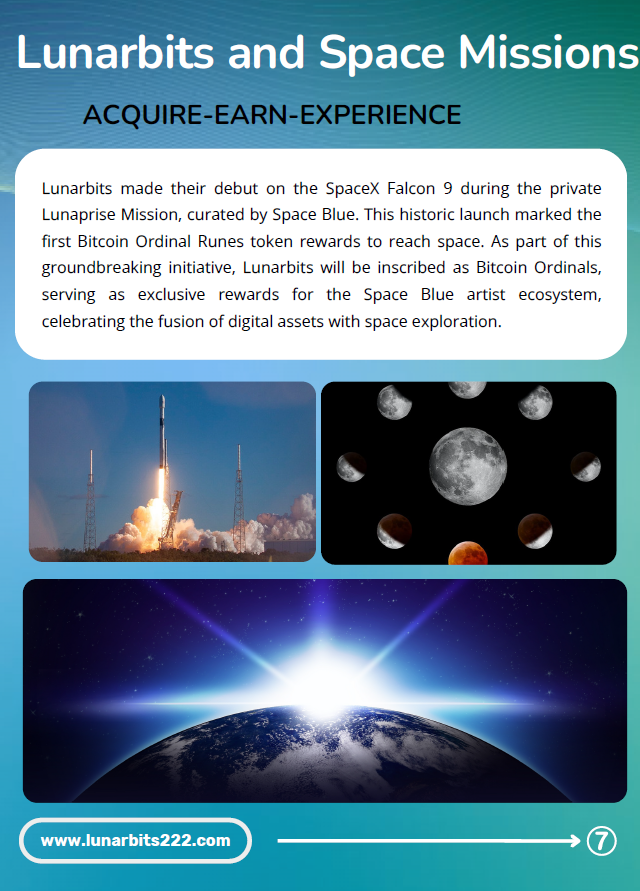 Lunarbits and Space Missions
ACQUIRE-EARN-EXPERIENCE
Lunarbits made their debut on the SpaceX Falcon 9 during the private
Lunaprise Mission, curated by Space Blue. This historic launch marked the
first Bitcoin Ordinal Runes token rewards to reach space. As part of this
groundbreaking initiative, Lunarbits will be inscribed as Bitcoin Ordinals,
serving as exclusive rewards for the Space Blue artist ecosystem,
celebrating the fusion of digital assets with space exploration.
www.lunarbits222.com
7